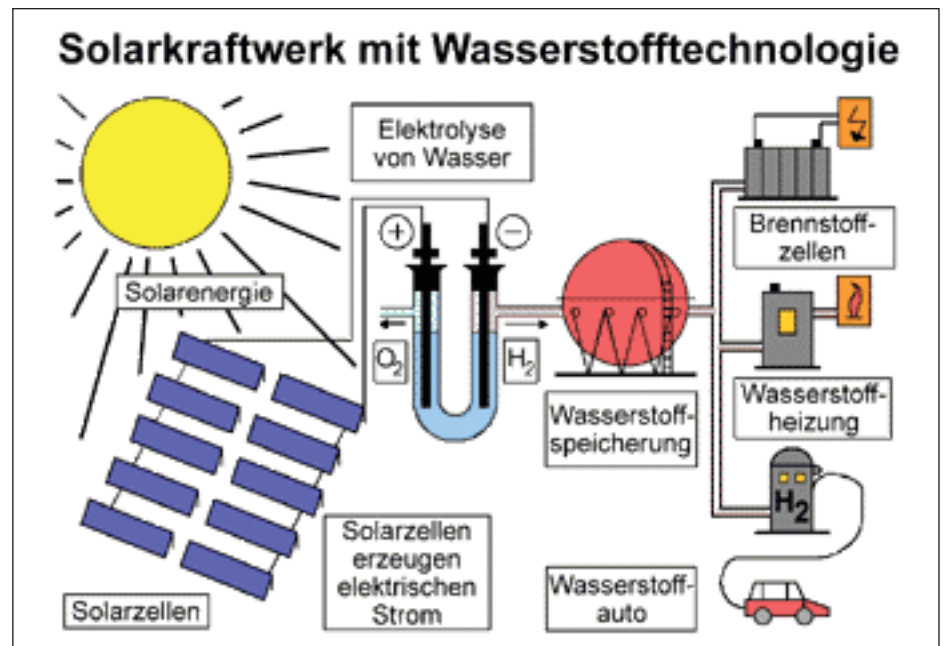 Solarkraftwerk mit Wasserstofftechnologie
Elektrolyse
von Wasser
Solarenergie
+
−
O2
H2
Solarzellen
Solarzellen
erzeugen
elektrischen
Strom
Wasserstoff-
speicherung
Brennstoff-
zellen
Wasserstoff-
heizung
H2
Wasserstoff-
auto